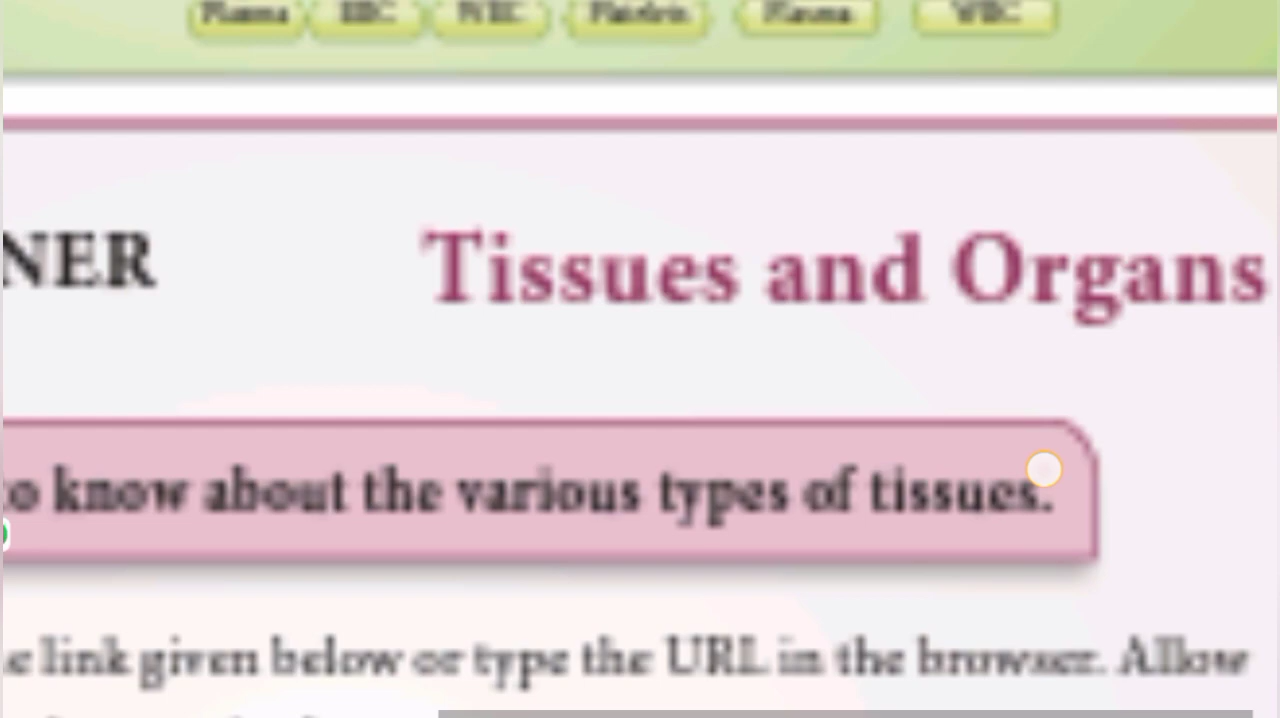 Plasma RBC WBC Platelets Plasma WBC
NER
Tissues and Organs
to know about the various types of tissues.
e link given below or type the URL in the browser. Allow